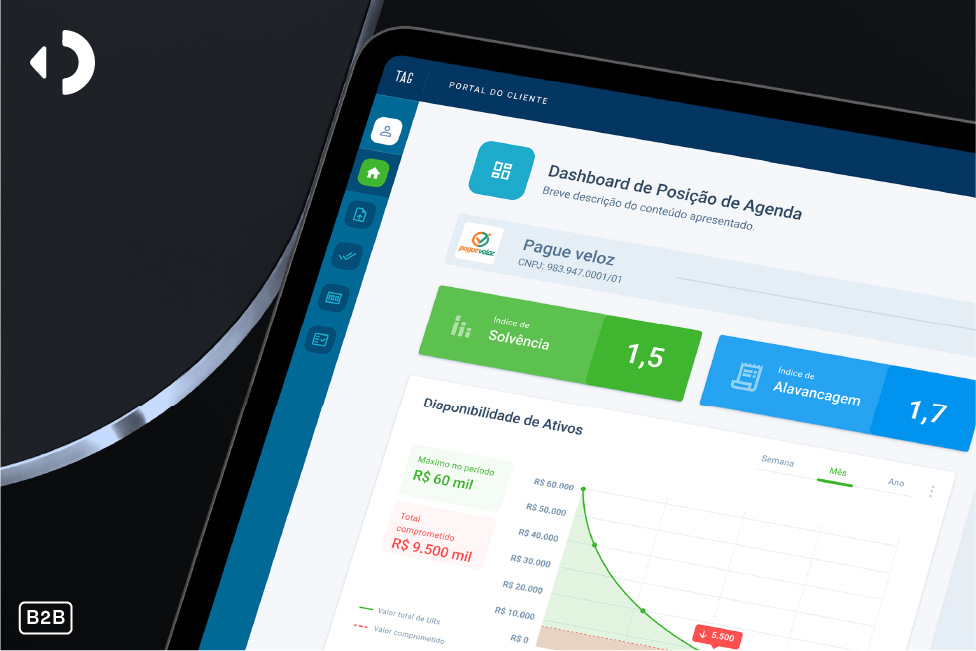 TAG
PORTAL DO CLIENTE
Dashboard de Posição de Agenda
Breve descrição do conteúdo apresentado.
pagueveloz
Pague veloz
CNPJ: 983.947.0001/01
Índice de
Solvência
1,5
Índice de
Alavancagem
1,7
Disponibilidade de Ativos
Semana
Mês
Ano
Máximo no período
R$ 60 mil
Total
comprometido
R$ 9.500 mil
R$ 60.000
R$ 50.000
R$ 40.000
R$ 30.000
R$ 20.000
R$ 10.000
R$ 0
5.500
Valor total de URs
Valor comprometido
B2B